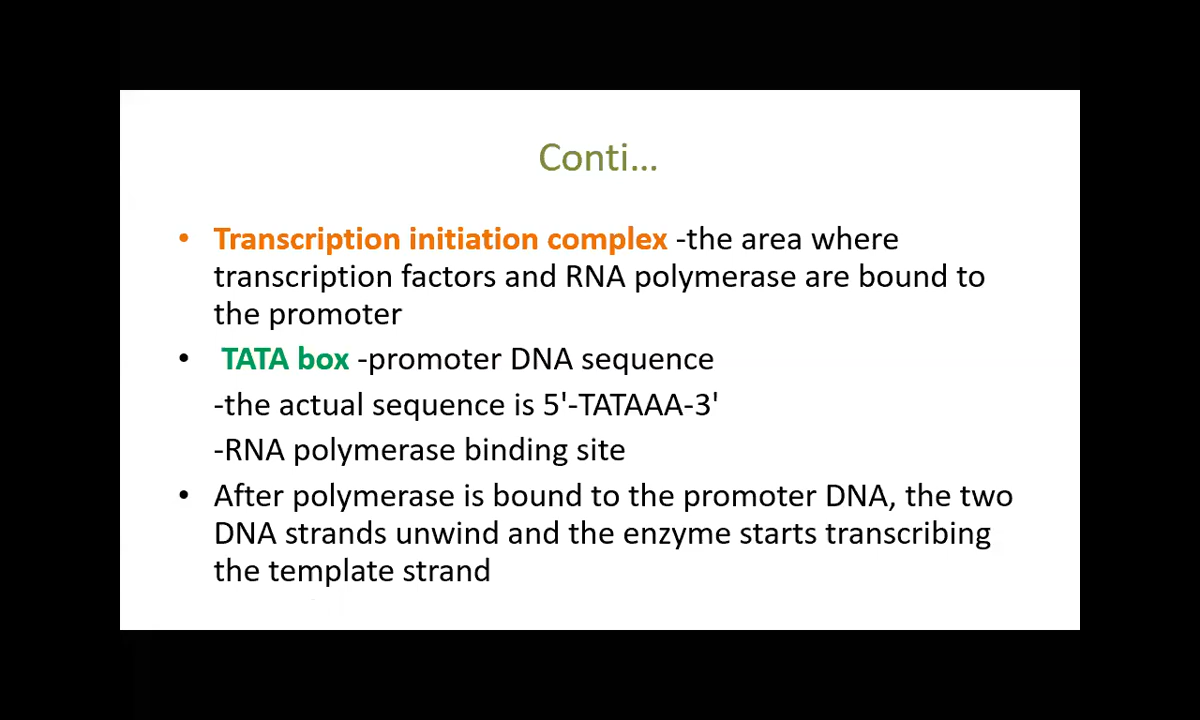 Conti...
• Transcription initiation complex -the area where
transcription factors and RNA polymerase are bound to
the promoter
• TATA box -promoter DNA sequence
-the actual sequence is 5'-TATAAA-3'
-RNA polymerase binding site
• After polymerase is bound to the promoter DNA, the two
DNA strands unwind and the enzyme starts transcribing
the template strand